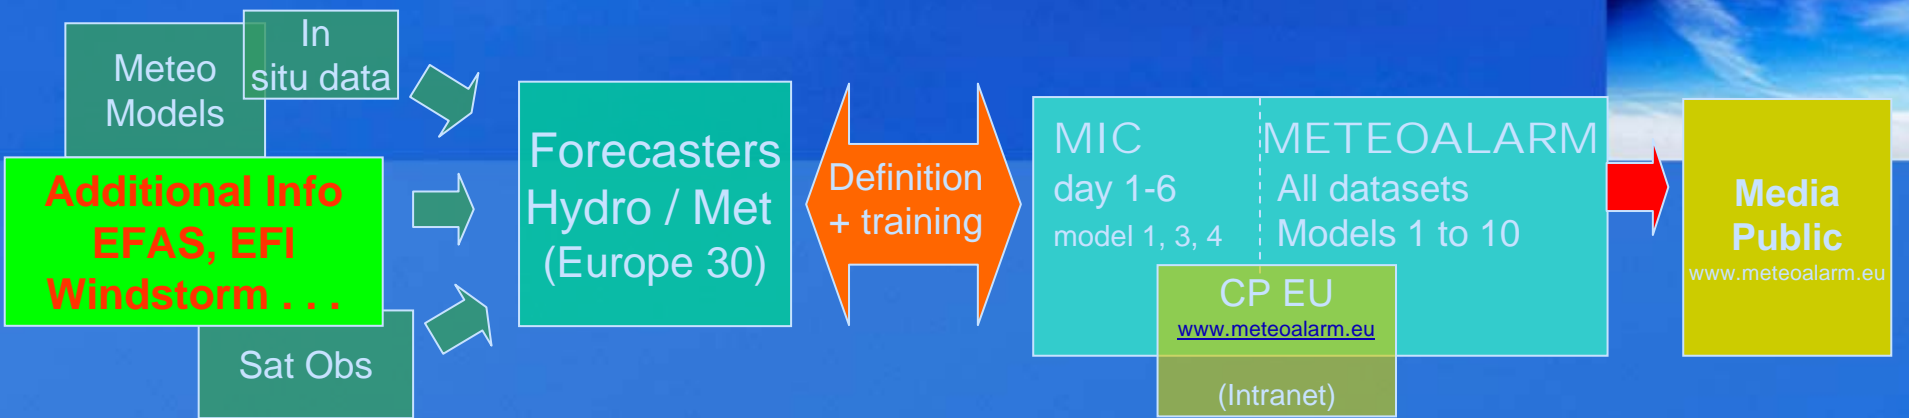 In
situ data
Meteo
Models
Additional Info
EFAS, EFI
Windstorm . . .
Sat Obs
Forecasters
Hydro / Met
(Europe 30)
Definition
+ training
MIC
day 1-6
model 1, 3, 4
METEOALARM
All datasets
Models 1 to 10
CP EU
www.meteoalarm.eu
(Intranet)
Media
Public
www.meteoalarm.eu